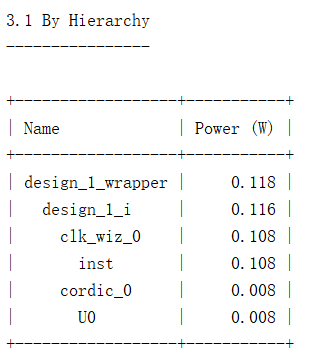 3.1 By Hierarchy
----------------
+------------------+-----------+
| Name             | Power (W) |
+------------------+-----------+
| design_1_wrapper |     0.118 |
|   design_1_i     |     0.116 |
|     clk_wiz_0    |     0.108 |
|       inst       |     0.108 |
|     cordic_0     |     0.008 |
|       U0         |     0.008 |
+------------------+-----------+